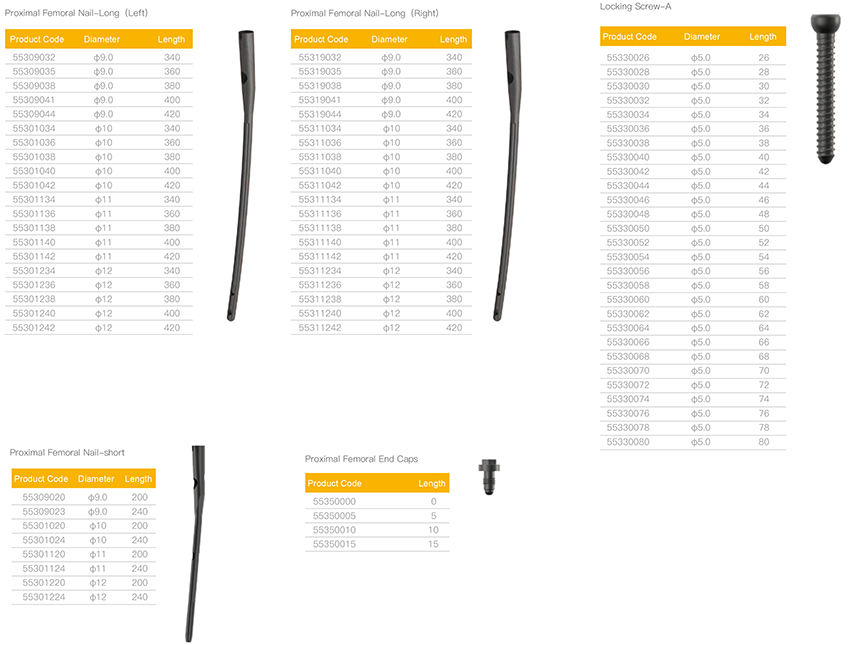 Proximal Femoral Nail-Long (Left)
Product Code Diameter Length
55309032 φ9.0 340
55309035 φ9.0 360
55309038 φ9.0 380
55309041 φ9.0 400
55309044 φ9.0 420
55301034 φ10 340
55301036 φ10 360
55301038 φ10 380
55301040 φ10 400
55301042 φ10 420
55301134 φ11 340
55301136 φ11 360
55301138 φ11 380
55301140 φ11 400
55301142 φ11 420
55301234 φ12 340
55301236 φ12 360
55301238 φ12 380
55301240 φ12 400
55301242 φ12 420
Proximal Femoral Nail-Long (Right)
Product Code Diameter Length
55319032 φ9.0 340
55319035 φ9.0 360
55319038 φ9.0 380
55319041 φ9.0 400
55319044 φ9.0 420
55311034 φ10 340
55311036 φ10 360
55311038 φ10 380
55311040 φ10 400
55311042 φ10 420
55311134 φ11 340
55311136 φ11 360
55311138 φ11 380
55311140 φ11 400
55311142 φ11 420
55311234 φ12 340
55311236 φ12 360
55311238 φ12 380
55311240 φ12 400
55311242 φ12 420
Locking Screw-A
Product Code Diameter Length
55330026 φ5.0 26
55330028 φ5.0 28
55330030 φ5.0 30
55330032 φ5.0 32
55330034 φ5.0 34
55330036 φ5.0 36
55330038 φ5.0 38
55330040 φ5.0 40
55330042 φ5.0 42
55330044 φ5.0 44
55330046 φ5.0 46
55330048 φ5.0 48
55330050 φ5.0 50
55330052 φ5.0 52
55330054 φ5.0 54
55330056 φ5.0 56
55330058 φ5.0 58
55330060 φ5.0 60
55330062 φ5.0 62
55330064 φ5.0 64
55330066 φ5.0 66
55330068 φ5.0 68
55330070 φ5.0 70
55330072 φ5.0 72
55330074 φ5.0 74
55330076 φ5.0 76
55330078 φ5.0 78
55330080 φ5.0 80
Proximal Femoral Nail-short
Product Code Diameter Length
55309020 φ9.0 200
55309023 φ9.0 240
55301020 φ10 200
55301024 φ10 240
55301120 φ11 200
55301124 φ11 240
55301220 φ12 200
55301224 φ12 240
Proximal Femoral End Caps
Product Code Length
55350000 0
55350005 5
55350010 10
55350015 15